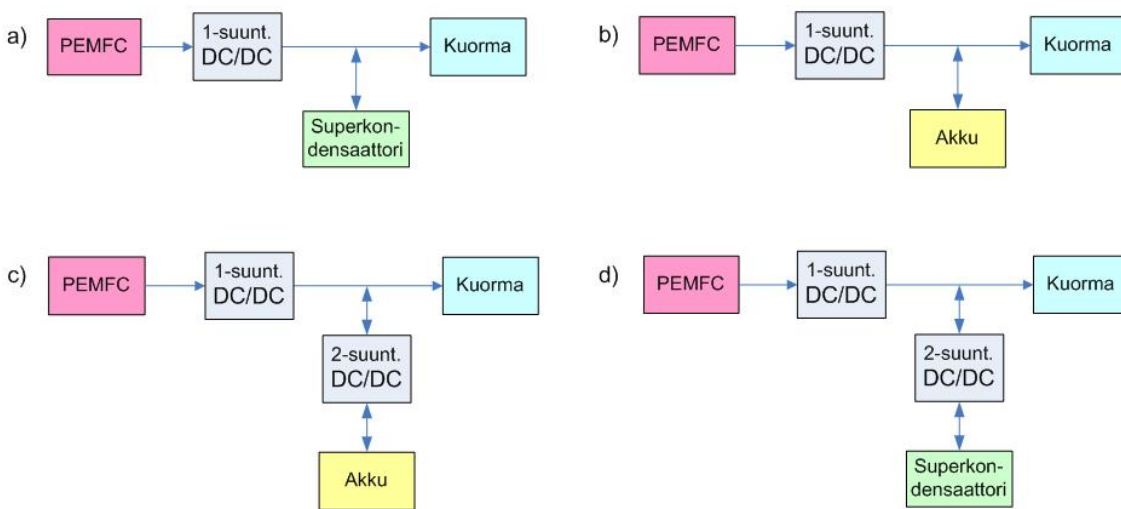 a)
PEMFC
1-suunt.
DC/DC
Kuorma
Superkon-
densaattori
b)
PEMFC
1-suunt.
DC/DC
Kuorma
Akku
c)
PEMFC
1-suunt.
DC/DC
Kuorma
2-suunt.
DC/DC
Akku
d)
PEMFC
1-suunt.
DC/DC
Kuorma
2-suunt.
DC/DC
Superkon-
densaattori